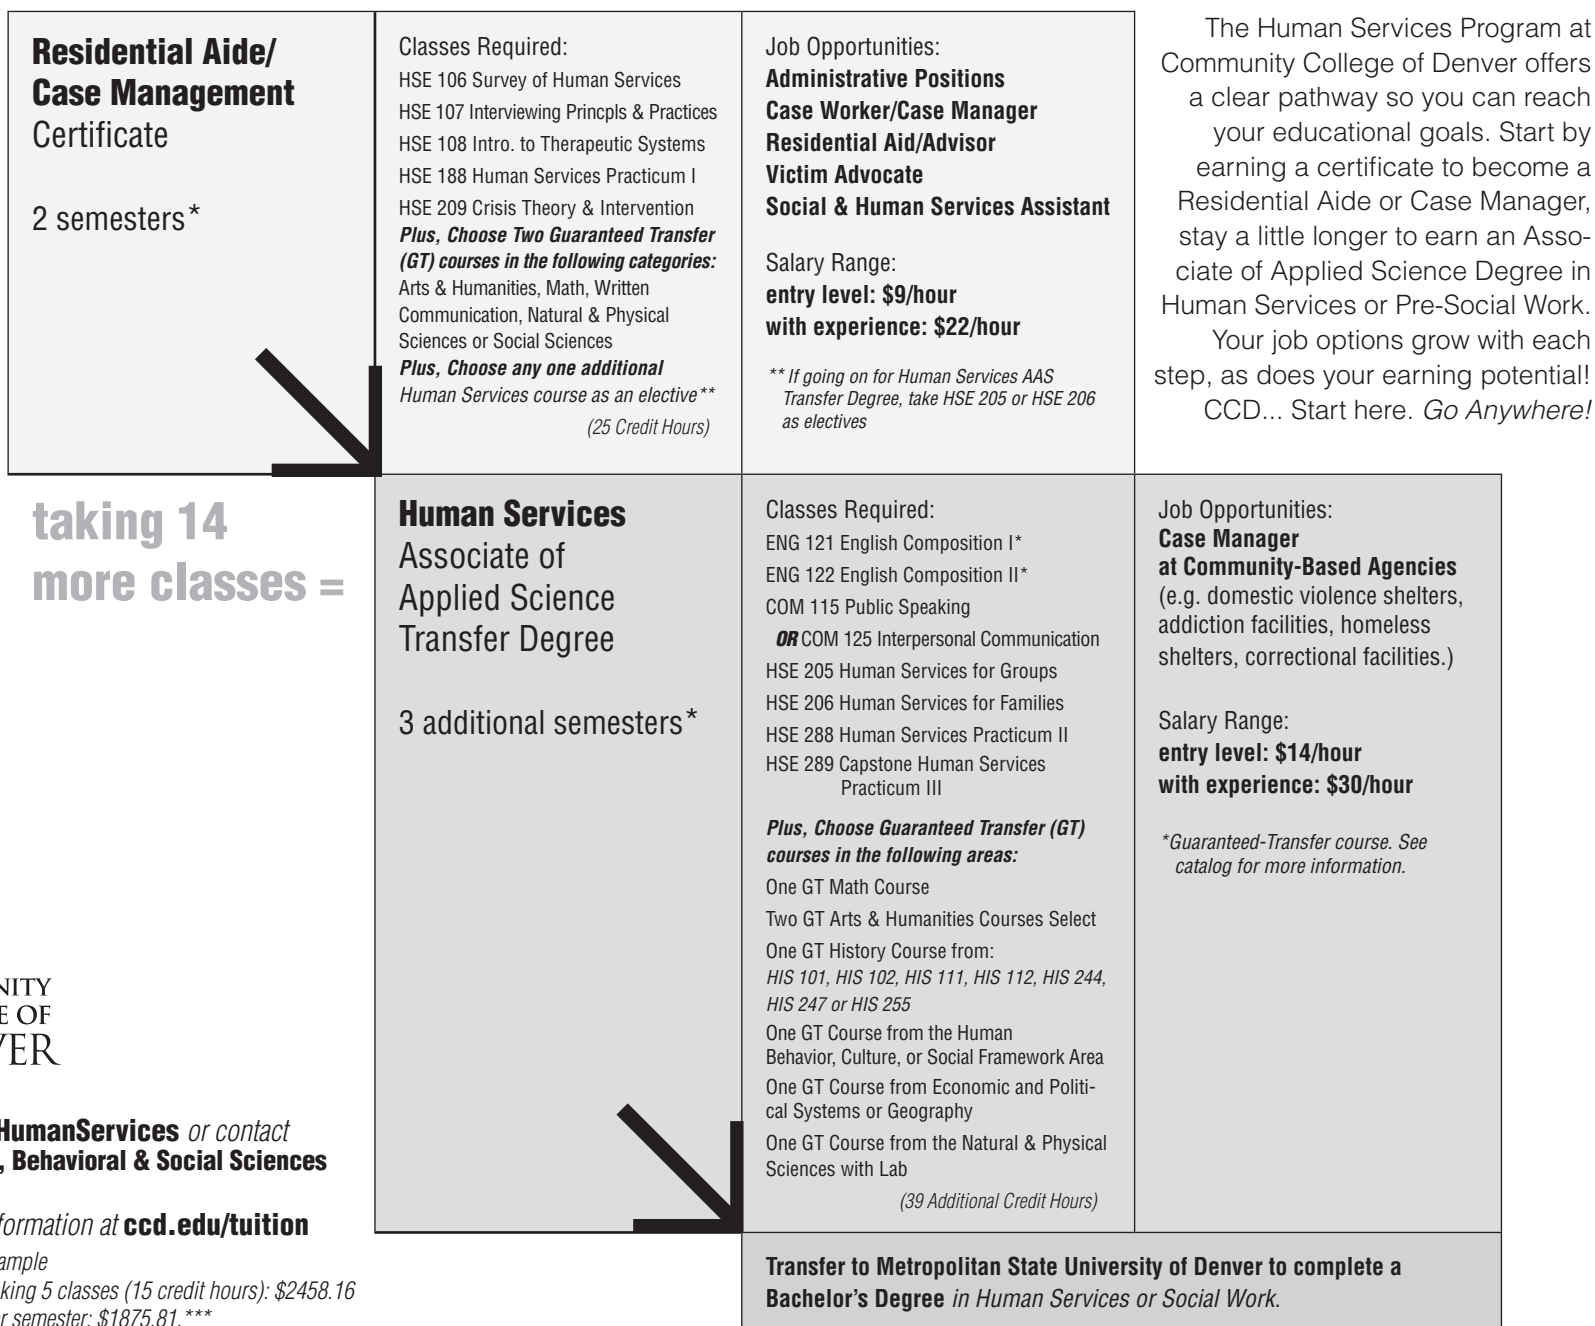 Residential Aide/
Case Management
Certificate
2 semesters*
Classes Required:
HSE 106 Survey of Human Services
HSE 107 Interviewing Princpls & Practices
HSE 108 Intro. to Therapeutic Systems
HSE 188 Human Services Practicum I
HSE 209 Crisis Theory & Intervention
Plus, Choose Two Guaranteed Transfer
(GT) courses in the following categories:
Arts & Humanities, Math, Written
Communication, Natural & Physical
Sciences or Social Sciences
Plus, Choose any one additional
Human Services course as an elective**
(25 Credit Hours)
Job Opportunities:
Administrative Positions
Case Worker/Case Manager
Residential Aid/Advisor
Victim Advocate
Social & Human Services Assistant
Salary Range:
entry level: $9/hour
with experience: $22/hour
** If going on for Human Services AAS
Transfer Degree, take HSE 205 or HSE 206
as electives
The Human Services Program at
Community College of Denver offers
a clear pathway so you can reach
your educational goals. Start by
earning a certificate to become a
Residential Aide or Case Manager,
stay a little longer to earn an Asso-
ciate of Applied Science Degree in
Human Services or Pre-Social Work.
Your job options grow with each
step, as does your earning potential!
CCD... Start here. Go Anywhere!
taking 14
more classes =
Human Services
Associate of
Applied Science
Transfer Degree
3 additional semesters*
Classes Required:
ENG 121 English Composition I*
ENG 122 English Composition II*
COM 115 Public Speaking
OR COM 125 Interpersonal Communication
HSE 205 Human Services for Groups
HSE 206 Human Services for Families
HSE 288 Human Services Practicum II
HSE 289 Capstone Human Services
Practicum III
Plus, Choose Guaranteed Transfer (GT)
courses in the following areas:
One GT Math Course
Two GT Arts & Humanities Courses Select
One GT History Course from:
HIS 101, HIS 102, HIS 111, HIS 112, HIS 244,
HIS 247 or HIS 255
One GT Course from the Human
Behavior, Culture, or Social Framework Area
One GT Course from Economic and Politi-
cal Systems or Geography
One GT Course from the Natural & Physical
Sciences with Lab
(39 Additional Credit Hours)
Job Opportunities:
Case Manager
at Community-Based Agencies
(e.g. domestic violence shelters,
addiction facilities, homeless
shelters, correctional facilities.)
Salary Range:
entry level: $14/hour
with experience: $30/hour
*Guaranteed-Transfer course. See
catalog for more information.
NITY
E OF
VER
HumanServices or contact
, Behavioral & Social Sciences
formation at ccd.edu/tuition
ample
king 5 classes (15 credit hours): $2458.16
r semester: $1875.81.***
Transfer to Metropolitan State University of Denver to complete a
Bachelor's Degree in Human Services or Social Work.